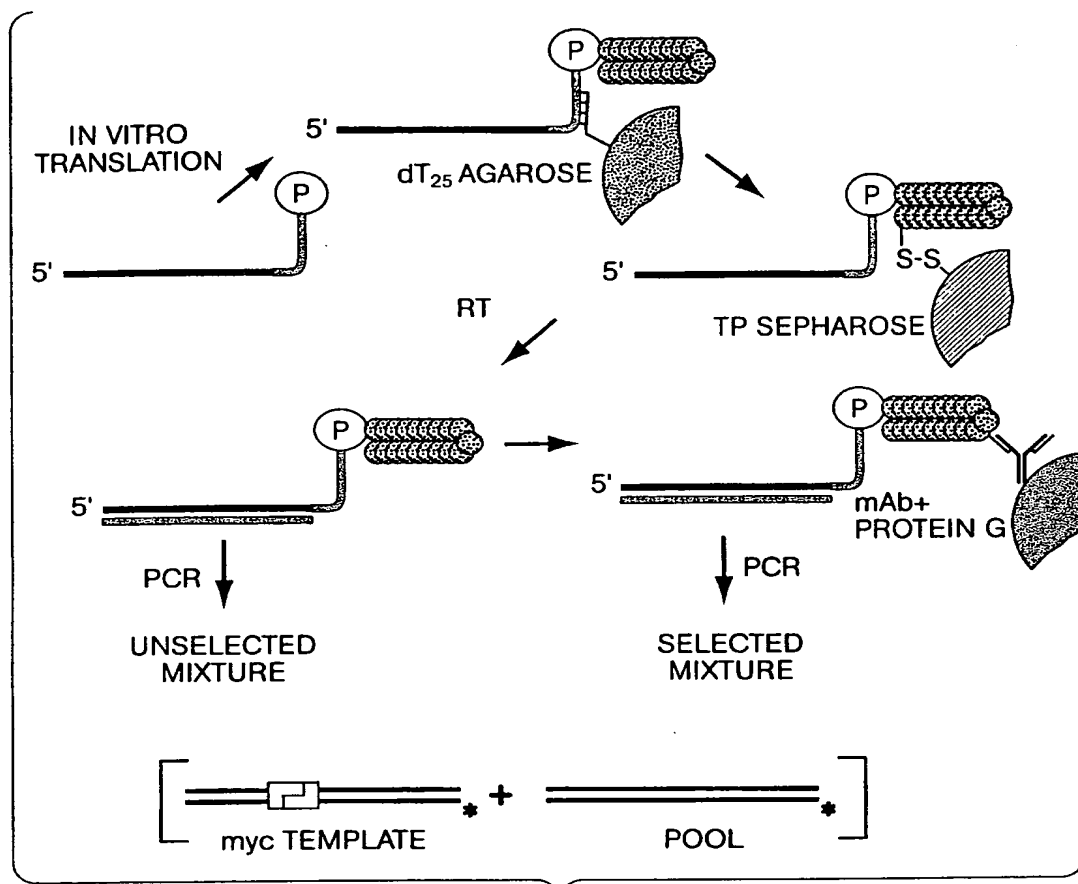 IN VITRO
TRANSLATION
P
5'
P
5'
dT₂₅ AGAROSE
P
5'
S-S
TP SEPHAROSE
RT
P
5'
P
5'
mAb+
PROTEIN G
PCR
UNSELECTED
MIXTURE
PCR
SELECTED
MIXTURE
* + *
myc TEMPLATE
POOL